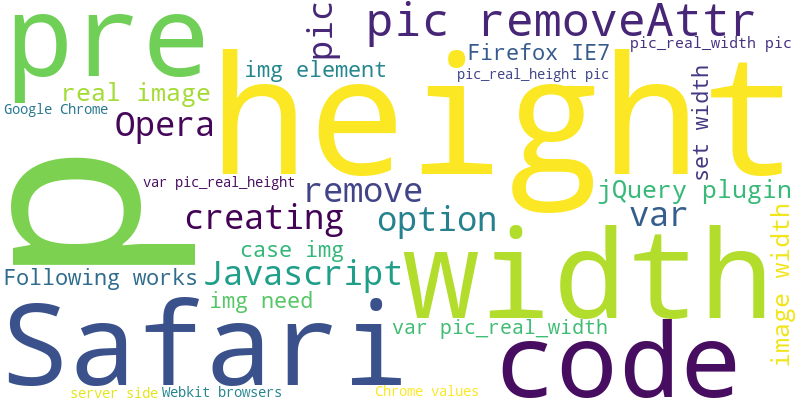 pre
pic
pic removeAttr
pic_real_width pic
Firefox IE7
img element
pic_real_height pic
real image
Google Chrome
Opera
height
set width
p
var pic_real_height
remove
jQuery plugin
creating
option
var
image width
case img
width
Following works
Javascript
img need
Safari
var pic_real_width
code
server side
Webkit browsers
Chrome values